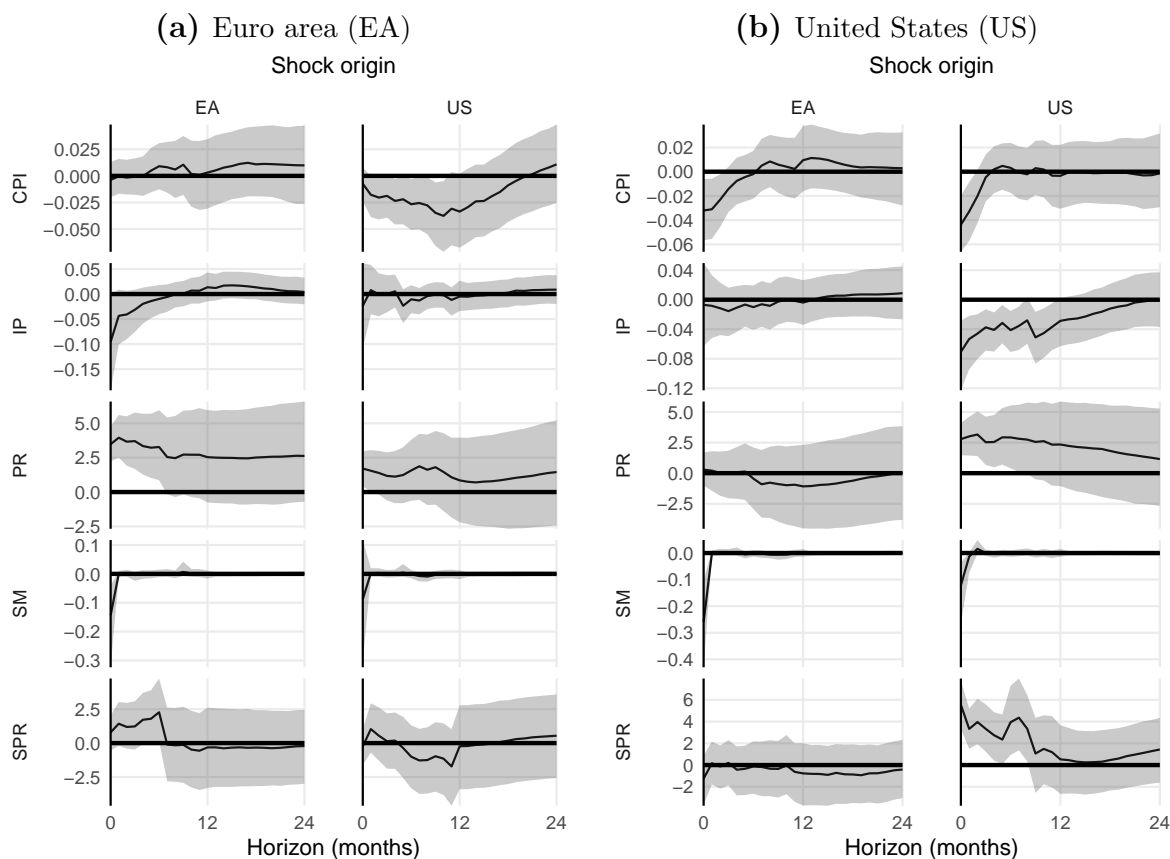 (a) Euro area (EA)
Shock origin
EA US
CPI
0.025
0.000
−0.025
−0.050
IP
0.05
0.00
−0.05
−0.10
−0.15
PR
5.0
2.5
0.0
−2.5
SM
0.1
0.0
−0.1
−0.2
−0.3
SPR
2.5
0.0
−2.5
0 12 24 0 12 24
Horizon (months)
(b) United States (US)
Shock origin
EA US
CPI
0.02
0.00
−0.02
−0.04
−0.06
IP
0.04
0.00
−0.04
−0.08
−0.12
PR
5.0
2.5
0.0
−2.5
SM
0.0
−0.1
−0.2
−0.3
−0.4
SPR
6
4
2
0
−2
0 12 24 0 12 24
Horizon (months)